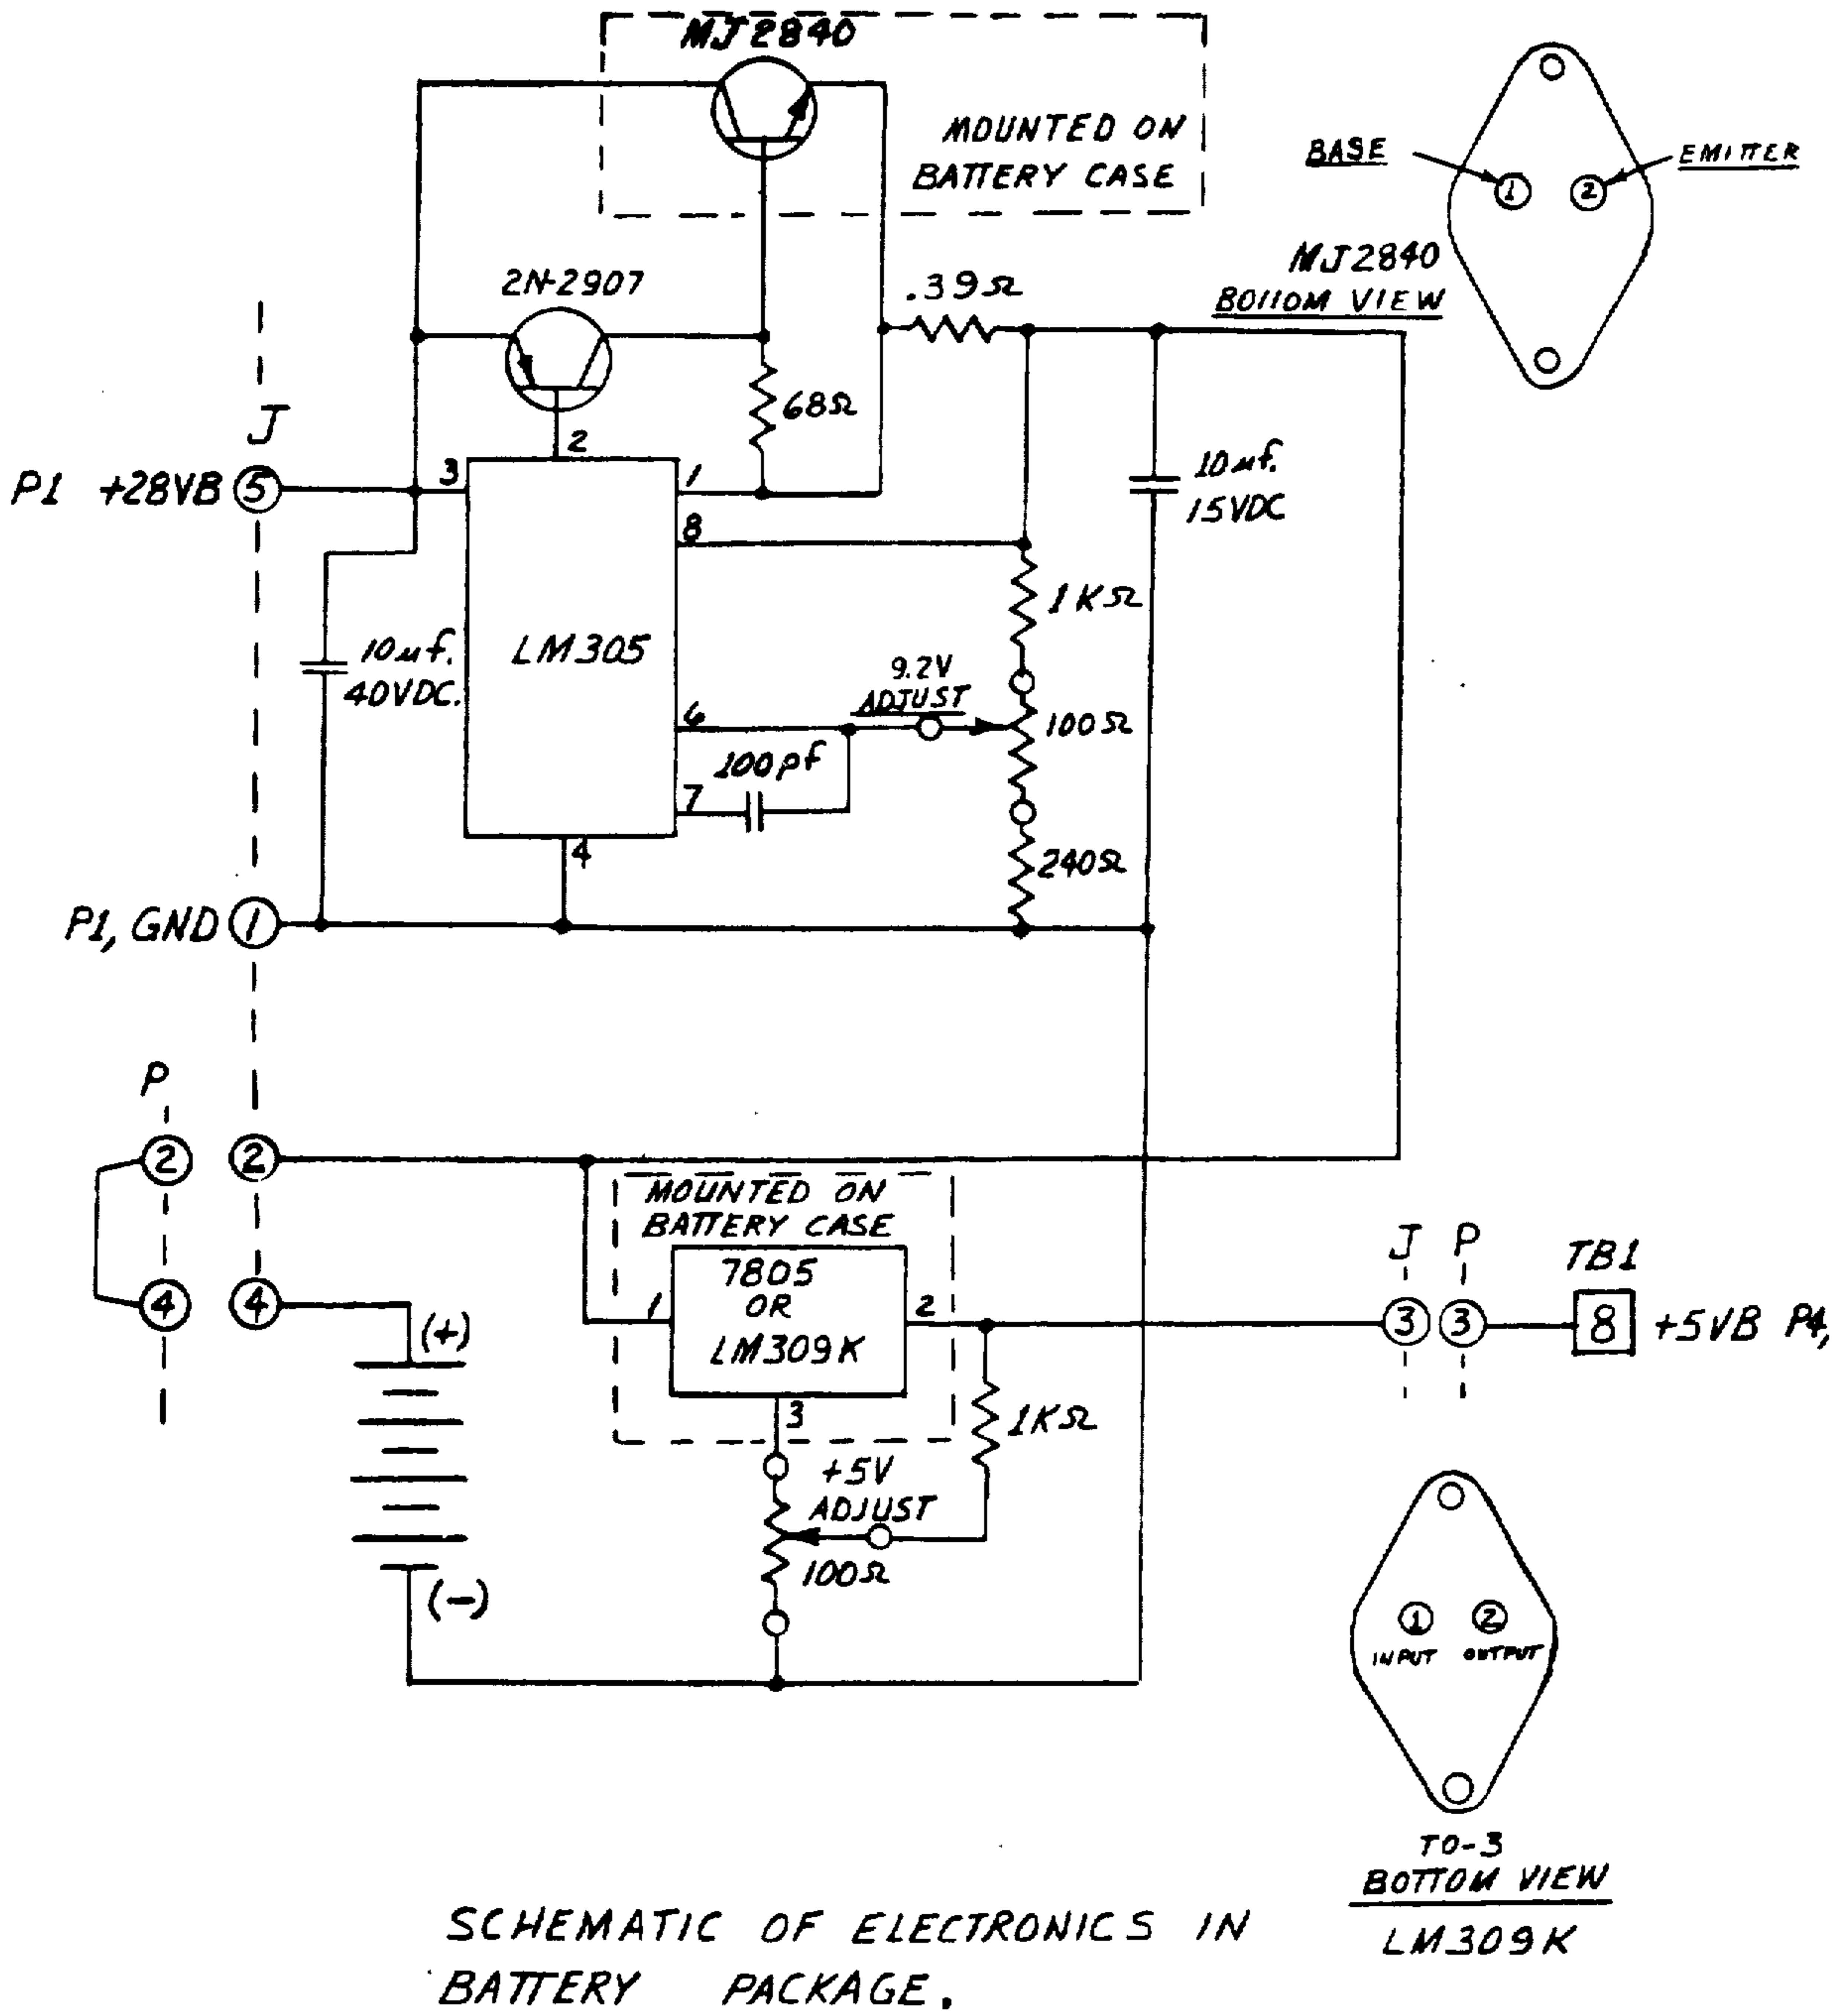 MJ2840
MOUNTED ON
BATTERY CASE
BASE
EMITTER
1
2
MJ2840
BOTTOM VIEW
2N-2907
.39Ω
68Ω
J
2
3
1
P1 +28VB 5
8
10µf.
15VDC
LM305
1KΩ
10µf.
40VDC.
9.2V
ADJUST
6
100Ω
100pf
7
4
240Ω
P1, GND 1
P
2
2
MOUNTED ON
BATTERY CASE
7805
OR
LM309K
1
2
3
4
4
(+)
(-)
J
P
TB1
3
3
8
+5VB P4,
1KΩ
+5V
ADJUST
100Ω
1
2
INPUT
OUTPUT
TO-3
BOTTOM VIEW
LM309K
SCHEMATIC OF ELECTRONICS IN
BATTERY PACKAGE.